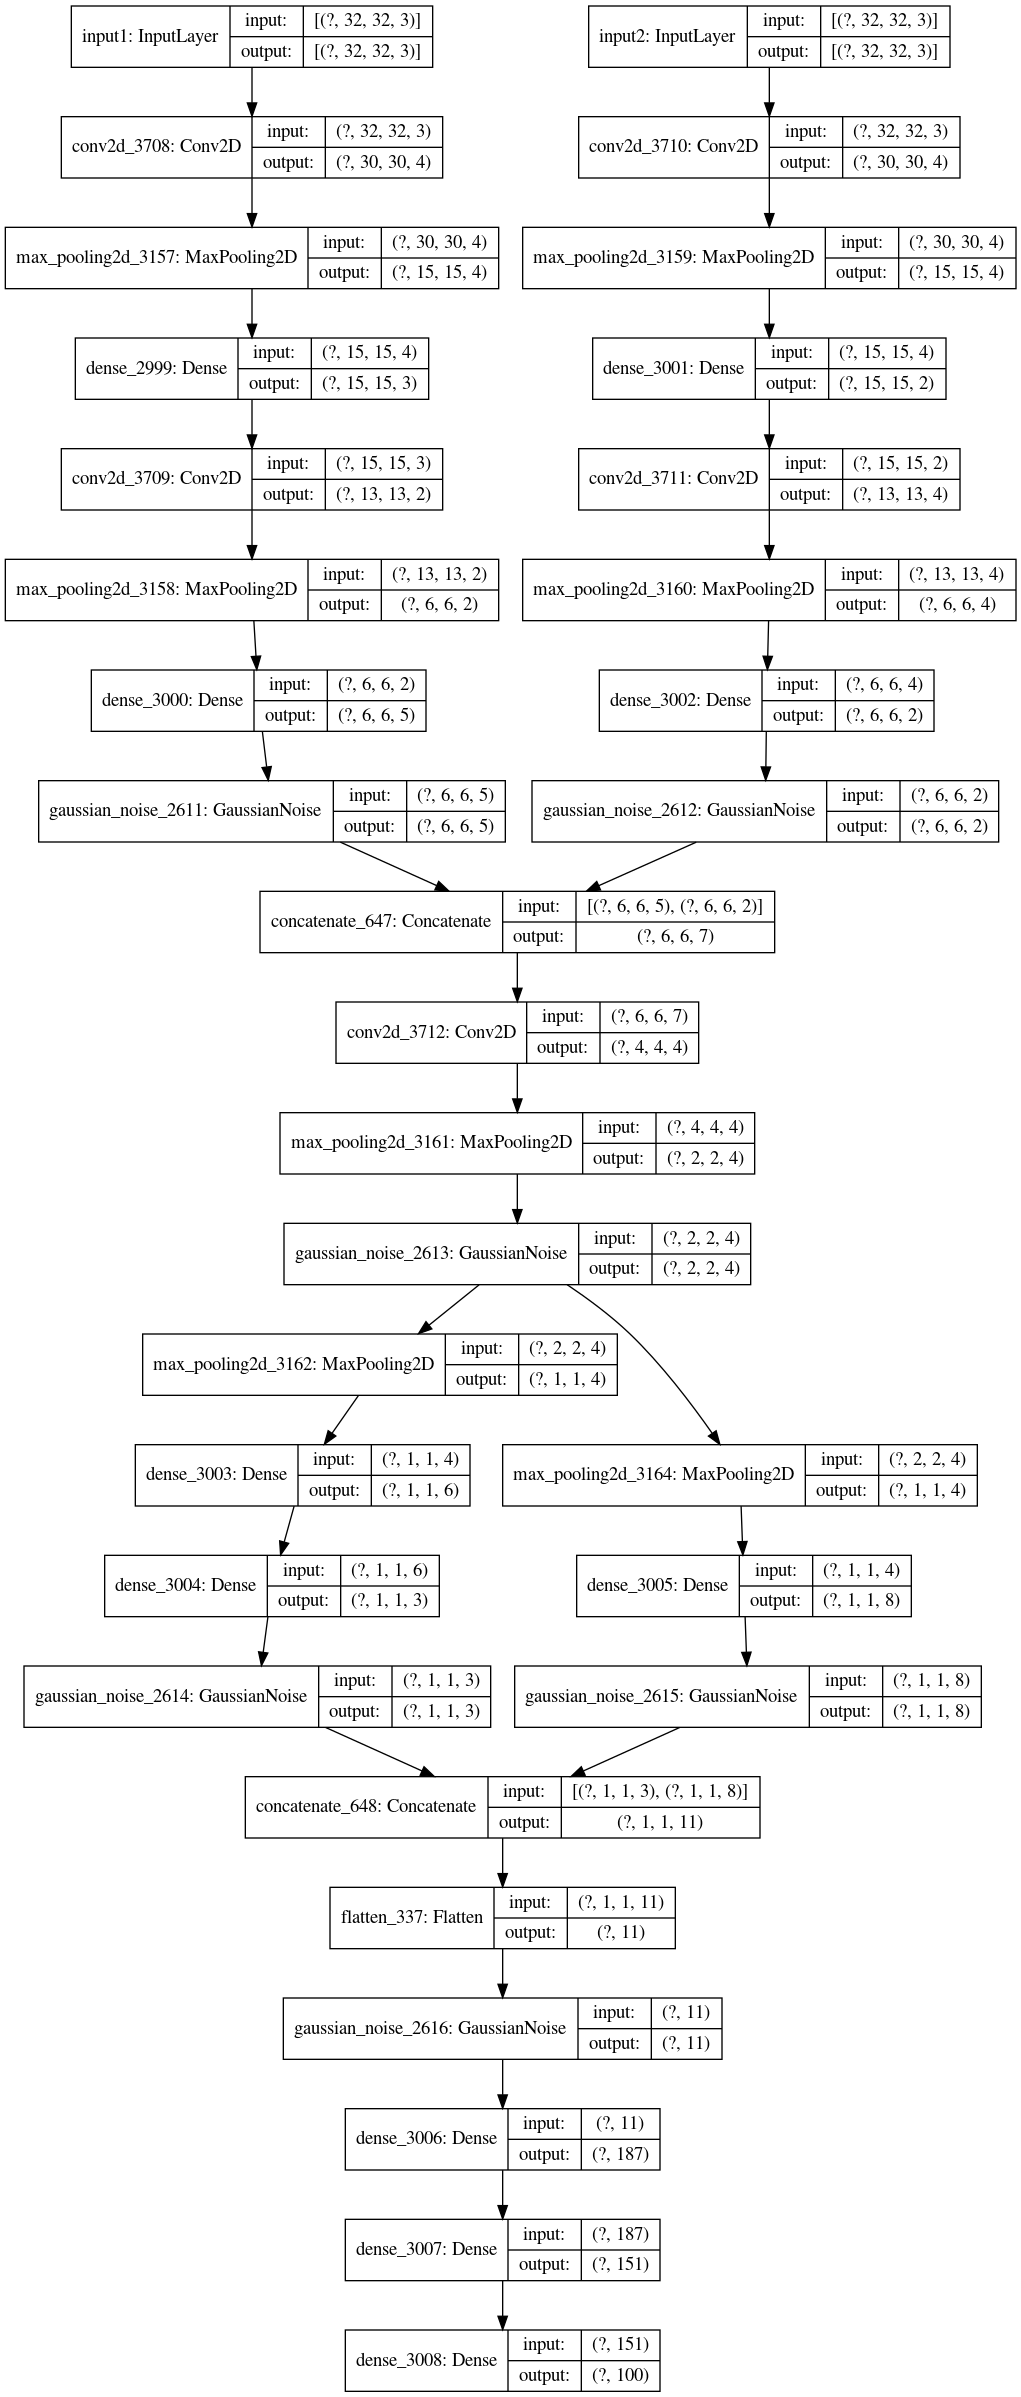 input1: InputLayer
input: [(?, 32, 32, 3)]
output: [(?, 32, 32, 3)]
input2: InputLayer
input: [(?, 32, 32, 3)]
output: [(?, 32, 32, 3)]
conv2d_3708: Conv2D
input: (?, 32, 32, 3)
output: (?, 30, 30, 4)
conv2d_3710: Conv2D
input: (?, 32, 32, 3)
output: (?, 30, 30, 4)
max_pooling2d_3157: MaxPooling2D
input: (?, 30, 30, 4)
output: (?, 15, 15, 4)
max_pooling2d_3159: MaxPooling2D
input: (?, 30, 30, 4)
output: (?, 15, 15, 4)
dense_2999: Dense
input: (?, 15, 15, 4)
output: (?, 15, 15, 3)
dense_3001: Dense
input: (?, 15, 15, 4)
output: (?, 15, 15, 2)
conv2d_3709: Conv2D
input: (?, 15, 15, 3)
output: (?, 13, 13, 2)
conv2d_3711: Conv2D
input: (?, 15, 15, 2)
output: (?, 13, 13, 4)
max_pooling2d_3158: MaxPooling2D
input: (?, 13, 13, 2)
output: (?, 6, 6, 2)
max_pooling2d_3160: MaxPooling2D
input: (?, 13, 13, 4)
output: (?, 6, 6, 4)
dense_3000: Dense
input: (?, 6, 6, 2)
output: (?, 6, 6, 5)
dense_3002: Dense
input: (?, 6, 6, 4)
output: (?, 6, 6, 2)
gaussian_noise_2611: GaussianNoise
input: (?, 6, 6, 5)
output: (?, 6, 6, 5)
gaussian_noise_2612: GaussianNoise
input: (?, 6, 6, 2)
output: (?, 6, 6, 2)
concatenate_647: Concatenate
input: [(?, 6, 6, 5), (?, 6, 6, 2)]
output: (?, 6, 6, 7)
conv2d_3712: Conv2D
input: (?, 6, 6, 7)
output: (?, 4, 4, 4)
max_pooling2d_3161: MaxPooling2D
input: (?, 4, 4, 4)
output: (?, 2, 2, 4)
gaussian_noise_2613: GaussianNoise
input: (?, 2, 2, 4)
output: (?, 2, 2, 4)
max_pooling2d_3162: MaxPooling2D
input: (?, 2, 2, 4)
output: (?, 1, 1, 4)
dense_3003: Dense
input: (?, 1, 1, 4)
output: (?, 1, 1, 6)
max_pooling2d_3164: MaxPooling2D
input: (?, 2, 2, 4)
output: (?, 1, 1, 4)
dense_3004: Dense
input: (?, 1, 1, 6)
output: (?, 1, 1, 3)
dense_3005: Dense
input: (?, 1, 1, 4)
output: (?, 1, 1, 8)
gaussian_noise_2614: GaussianNoise
input: (?, 1, 1, 3)
output: (?, 1, 1, 3)
gaussian_noise_2615: GaussianNoise
input: (?, 1, 1, 8)
output: (?, 1, 1, 8)
concatenate_648: Concatenate
input: [(?, 1, 1, 3), (?, 1, 1, 8)]
output: (?, 1, 1, 11)
flatten_337: Flatten
input: (?, 1, 1, 11)
output: (?, 11)
gaussian_noise_2616: GaussianNoise
input: (?, 11)
output: (?, 11)
dense_3006: Dense
input: (?, 11)
output: (?, 187)
dense_3007: Dense
input: (?, 187)
output: (?, 151)
dense_3008: Dense
input: (?, 151)
output: (?, 100)